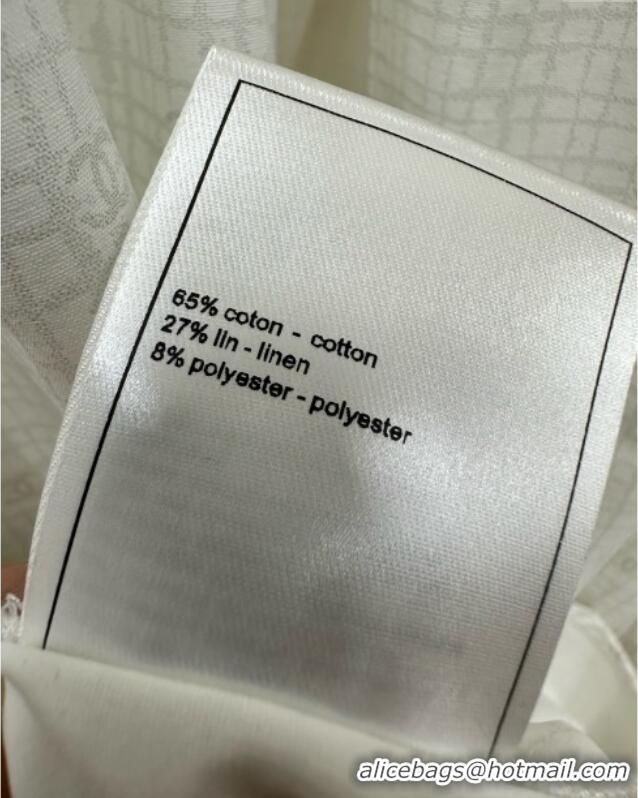 65% coton - cotton
27% lin - linen
8% polyester - polyester
alicebags@hotmail.com